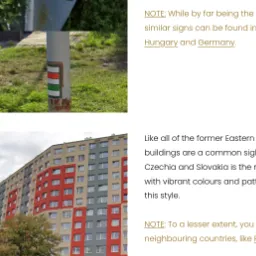 NOTE: While by far being the
similar signs can be found in
Hungary and Germany.
Like all of the former Eastern
buildings are a common sigh
Czechia and Slovakia is the
with vibrant colours and pat
this style.
NOTE: To a lesser extent, you
neighbouring countries, like